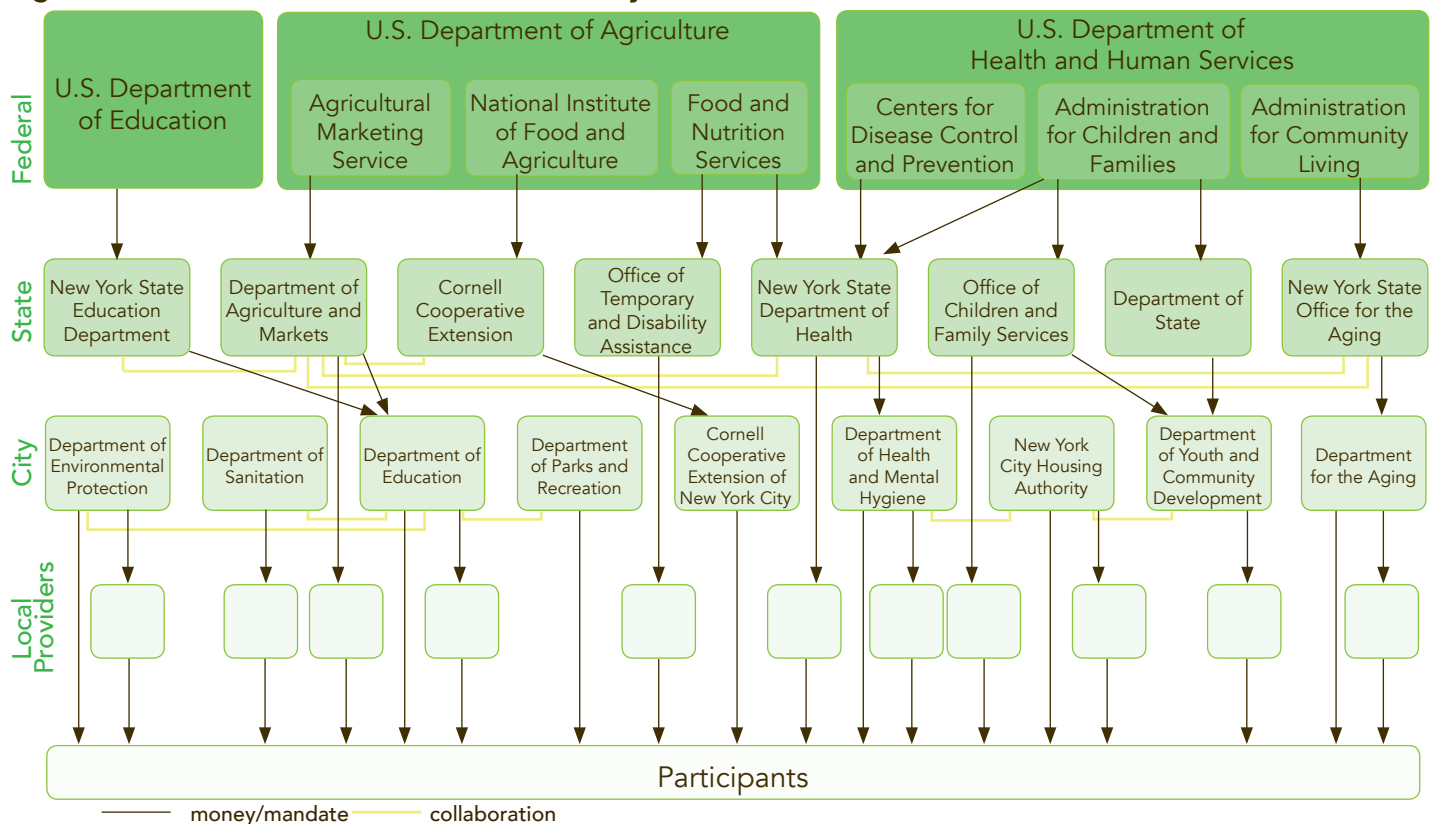 U.S. Department
of Education
U.S. Department of Agriculture
Agricultural
Marketing
Service
National Institute
of Food and
Agriculture
Food and
Nutrition
Services
U.S. Department of
Health and Human Services
Centers for
Disease Control
and Prevention
Administration
for Children and
Families
Administration
for Community
Living
Federal
New York State
Education
Department
Department of
Agriculture and
Markets
Cornell
Cooperative
Extension
Office of
Temporary
and Disability
Assistance
New York State
Department of
Health
Office of
Children and
Family Services
Department of
State
New York State
Office for the
Aging
State
Department of
Environmental
Protection
Department of
Sanitation
Department of
Education
Department
of Parks and
Recreation
Cornell
Cooperative
Extension of
New York City
Department
of Health
and Mental
Hygiene
New York
City Housing
Authority
Department
of Youth and
Community
Development
Department
for the Aging
City
Local
Providers
Participants
money/mandate
collaboration